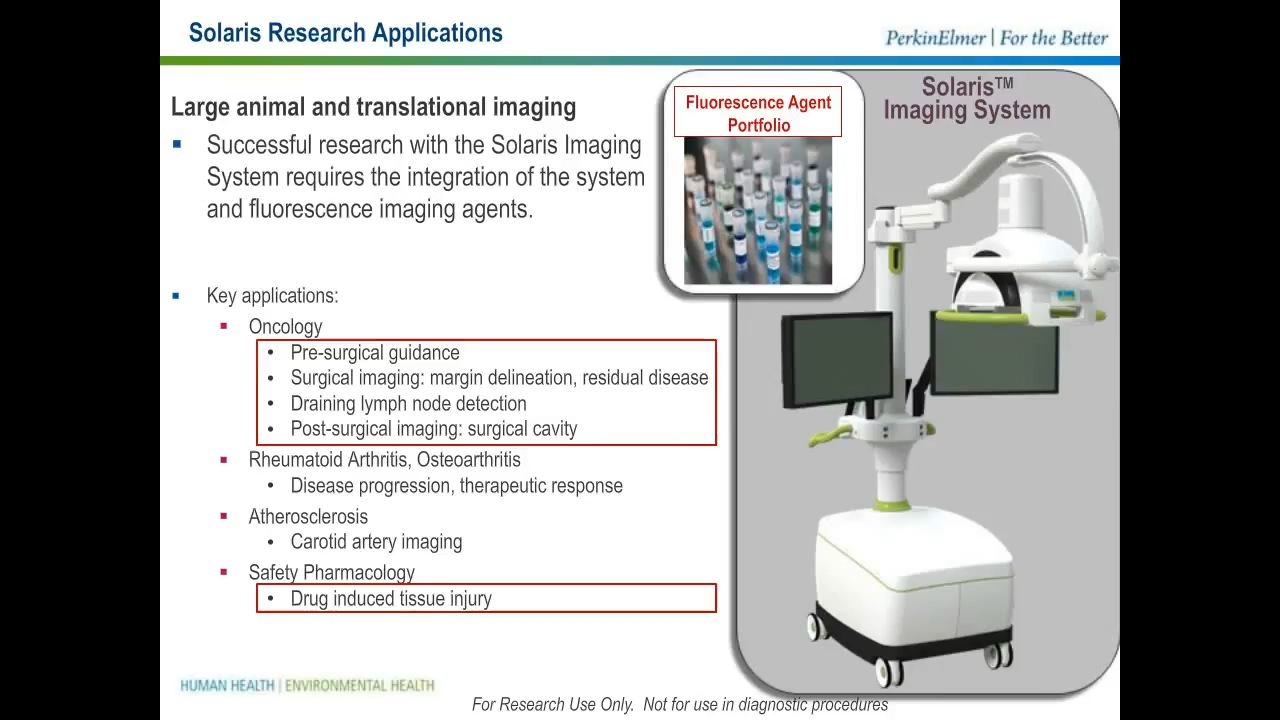 Solaris Research Applications
PerkinElmer | For the Better
Large animal and translational imaging
▪ Successful research with the Solaris Imaging
System requires the integration of the system
and fluorescence imaging agents.
Fluorescence Agent
Portfolio
Solaris™
Imaging System
▪ Key applications:
▪ Oncology
• Pre-surgical guidance
• Surgical imaging: margin delineation, residual disease
• Draining lymph node detection
• Post-surgical imaging: surgical cavity
▪ Rheumatoid Arthritis, Osteoarthritis
• Disease progression, therapeutic response
▪ Atherosclerosis
• Carotid artery imaging
▪ Safety Pharmacology
• Drug induced tissue injury
HUMAN HEALTH | ENVIRONMENTAL HEALTH
For Research Use Only. Not for use in diagnostic procedures